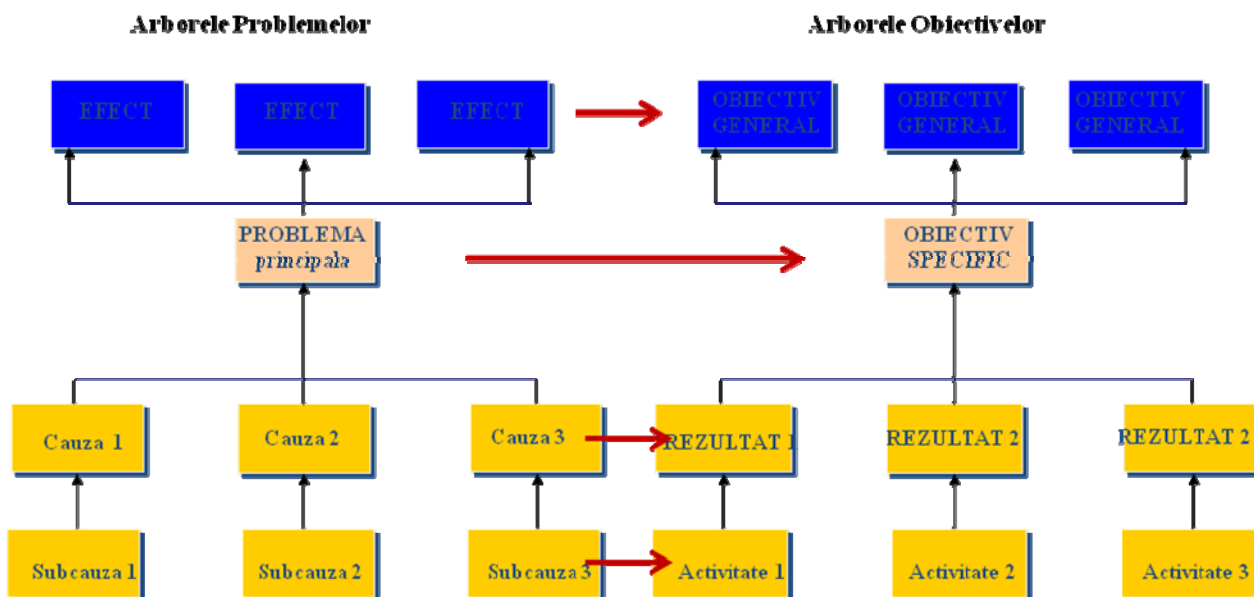 Arborele Problemelor
Arborele Obiectivelor
EFECT
EFECT
EFECT
OBIECTIV
GENERAL
OBIECTIV
GENERAL
OBIECTIV
GENERAL
PROBLEMA
principala
OBIECTIV
SPECIFIC
Cauza 1
Cauza 2
Cauza 3
REZULTAT 1
REZULTAT 2
REZULTAT 2
Subcauza 1
Subcauza 2
Subcauza 3
Activitate 1
Activitate 2
Activitate 3